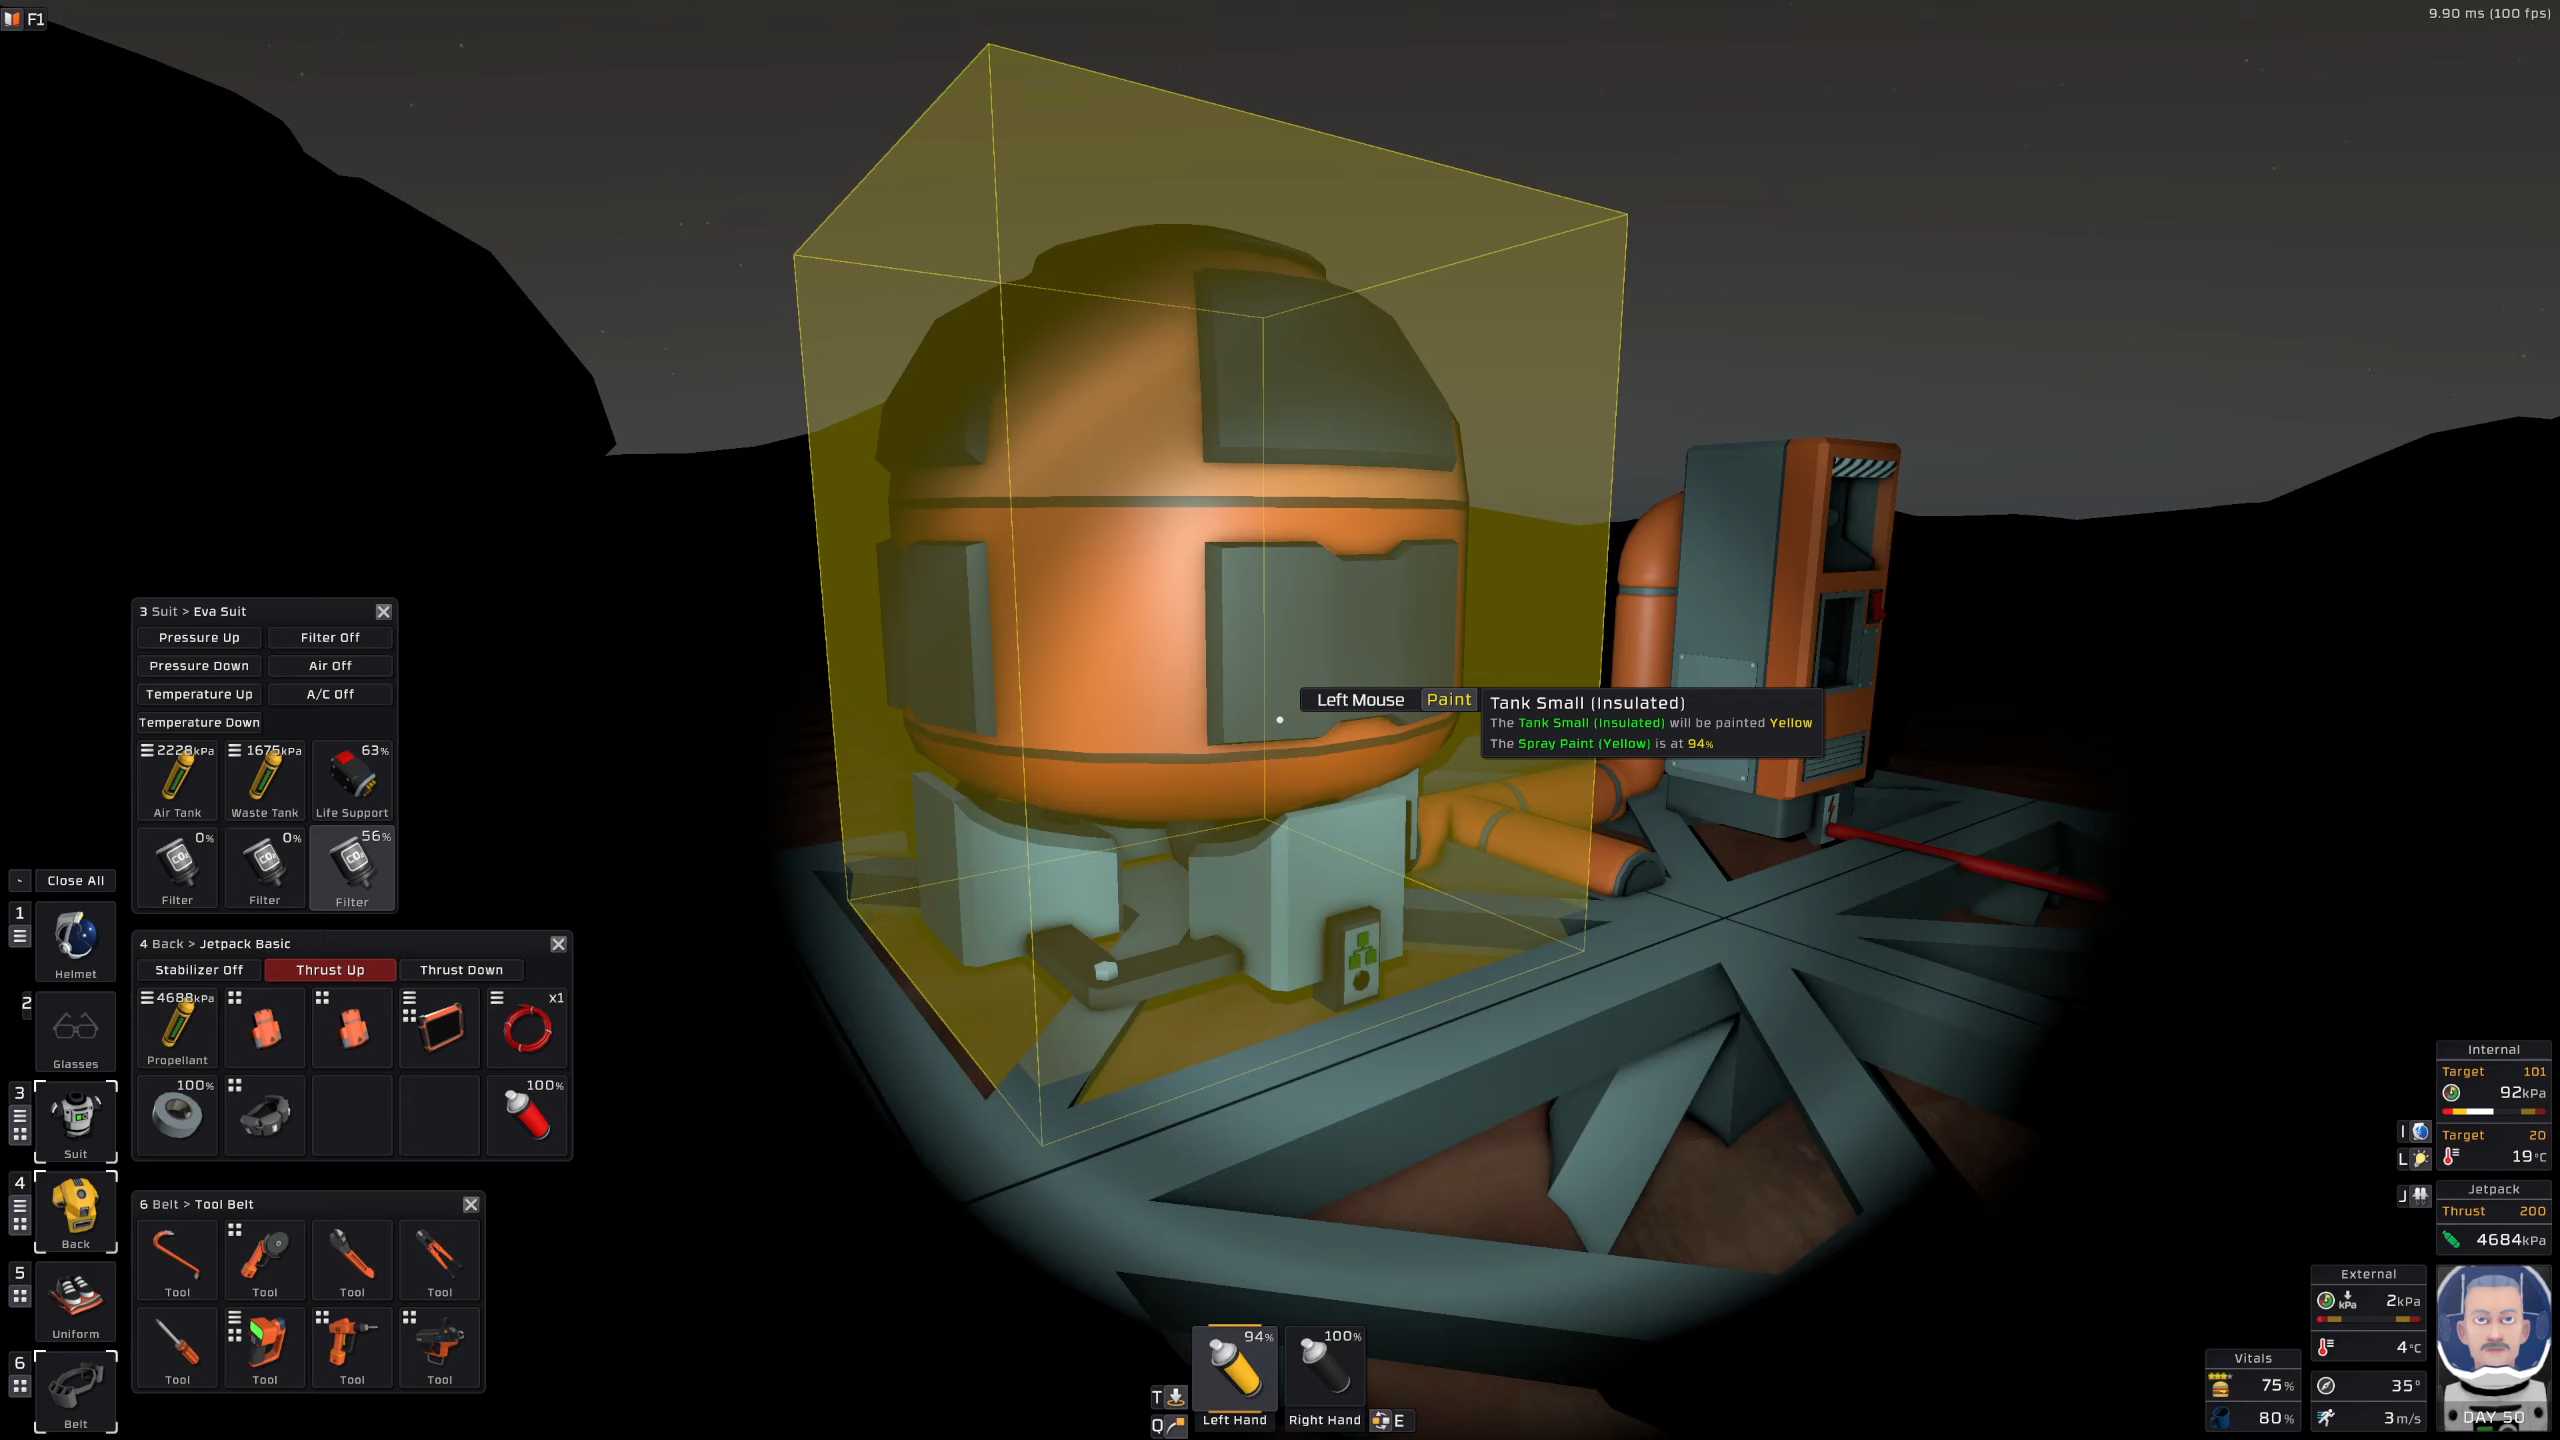 F1
9.90 ms (100 fps)
3 Suit > Eva Suit
Pressure Up
Filter Off
Pressure Down
Air Off
Temperature Up
A/C Off
Temperature Down
2228kPa
Air Tank
1675kPa
Waste Tank
63%
Life Support
0%
Filter
0%
Filter
56%
Filter
Left Mouse
Paint
Tank Small (Insulated)
The Tank Small (Insulated) will be painted Yellow
The Spray Paint (Yellow) is at 94%
- Close All
1
Helmet
2
Glasses
3
Suit
4
Back
5
Uniform
6
Belt
4 Back > Jetpack Basic
Stabilizer Off
Thrust Up
Thrust Down
4688kPa
Propellant
x1
100%
100%
6 Belt > Tool Belt
Tool
Tool
Tool
Tool
Tool
Tool
Tool
Tool
94%
Left Hand
100%
Right Hand
T
Q
E
Internal
Target 101
92kPa
Target 20
19°C
I
L
J
Jetpack
Thrust 200
4684kPa
External
kPa
2kPa
4°C
35°
3m/s
Vitals
75%
80%
DAY 50